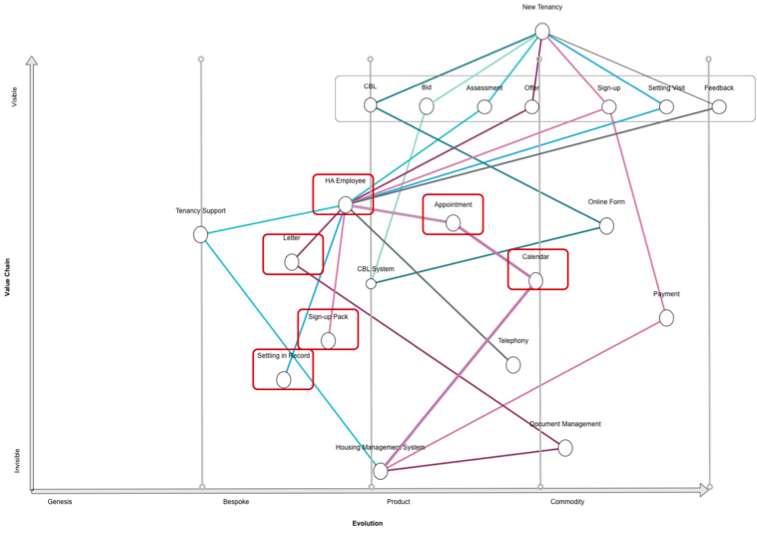 New Tenancy
Visible
CBL
Bid
Assessment
Offer
Sign-up
Settling Visit
Feedback
HA Employee
Tenancy Support
Appointment
Online Form
Letter
CBL System
Calendar
Value Chain
Payment
Sign-up Pack
Telephony
Settling in Record
Document Management
Housing Management System
Invisible
Genesis
Bespoke
Product
Commodity
Evolution